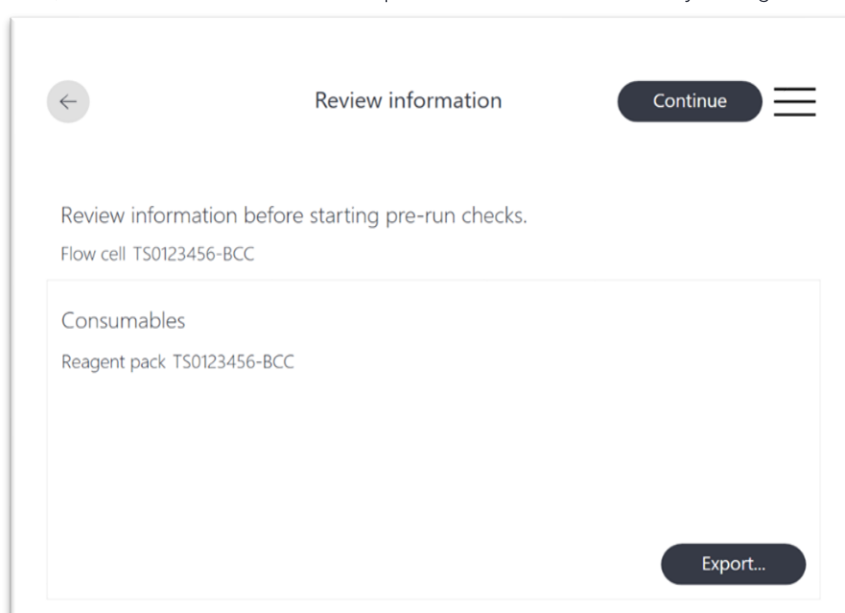 Review information
Continue
Review information before starting pre-run checks.
Flow cell TS0123456-BCC
Consumables
Reagent pack TS0123456-BCC
Export...